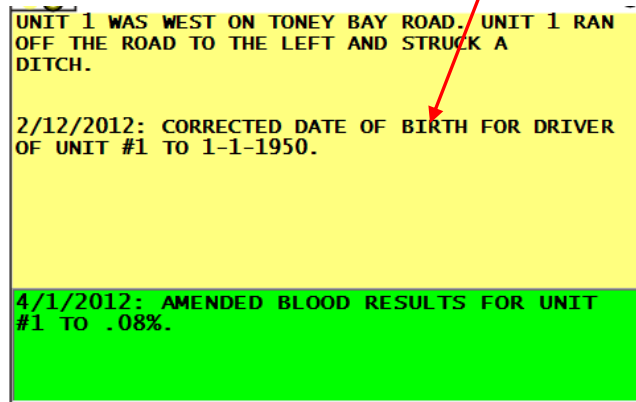 UNIT 1 WAS WEST ON TONEY BAY ROAD. UNIT 1 RAN
OFF THE ROAD TO THE LEFT AND STRUCK A
DITCH.
2/12/2012: CORRECTED DATE OF BIRTH FOR DRIVER
OF UNIT #1 TO 1-1-1950.
4/1/2012: AMENDED BLOOD RESULTS FOR UNIT
#1 TO .08%.